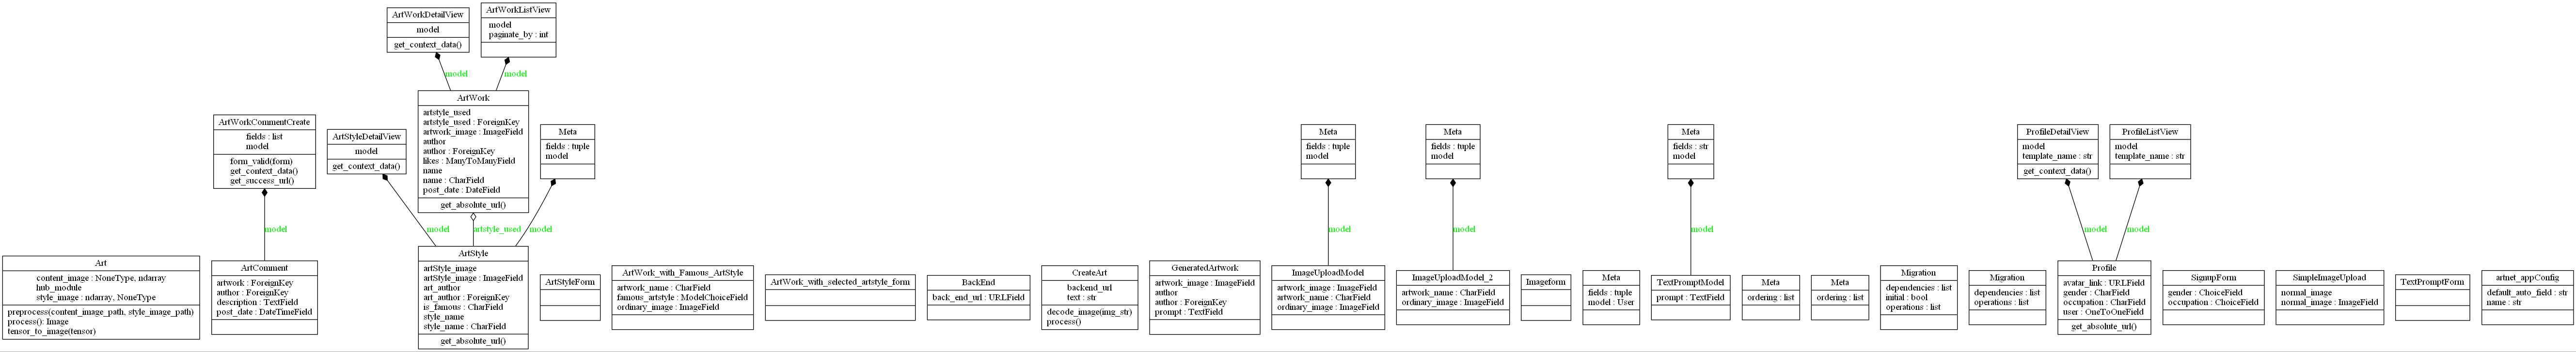 ArtWorkDetailView
model
get_context_data()
ArtWorkListView
model
paginate_by : int
model
model
ArtWorkCommentCreate
fields : list
model
form_valid(form)
get_context_data()
get_success_url()
ArtStyleDetailView
model
get_context_data()
ArtWork
artstyle_used
artstyle_used : ForeignKey
artwork_image : ImageField
author
author : ForeignKey
likes : ManyToManyField
name
name : CharField
post_date : DateField
get_absolute_url()
Meta
fields : tuple
model
Meta
fields : tuple
model
Meta
fields : tuple
model
Meta
fields : str
model
ProfileDetailView
model
template_name : str
get_context_data()
ProfileListView
model
template_name : str
model
model
artstyle_used
model
model
model
model
model
model
Art
content_image : NoneType, ndarray
hub_module
style_image : ndarray, NoneType
preprocess(content_image_path, style_image_path)
process(): Image
tensor_to_image(tensor)
ArtComment
artwork : ForeignKey
author : ForeignKey
description : TextField
post_date : DateTimeField
ArtStyle
artStyle_image
artStyle_image : ImageField
art_author
art_author : ForeignKey
is_famous : CharField
style_name
style_name : CharField
get_absolute_url()
ArtStyleForm
ArtWork_with_Famous_ArtStyle
artwork_name : CharField
famous_artstyle : ModelChoiceField
ordinary_image : ImageField
ArtWork_with_selected_artstyle_form
BackEnd
back_end_url : URLField
CreateArt
backend_url
text : str
decode_image(img_str)
process()
GeneratedArtwork
artwork_image : ImageField
author
author : ForeignKey
prompt : TextField
ImageUploadModel
artwork_image : ImageField
artwork_name : CharField
ordinary_image : ImageField
ImageUploadModel_2
artwork_name : CharField
ordinary_image : ImageField
Imageform
Meta
fields : tuple
model : User
TextPromptModel
prompt : TextField
Meta
ordering : list
Meta
ordering : list
Migration
dependencies : list
initial : bool
operations : list
Migration
dependencies : list
operations : list
Profile
avatar_link : URLField
gender : CharField
occupation : CharField
user : OneToOneField
get_absolute_url()
SignupForm
gender : ChoiceField
occupation : ChoiceField
SimpleImageUpload
normal_image
normal_image : ImageField
TextPromptForm
artnet_appConfig
default_auto_field : str
name : str